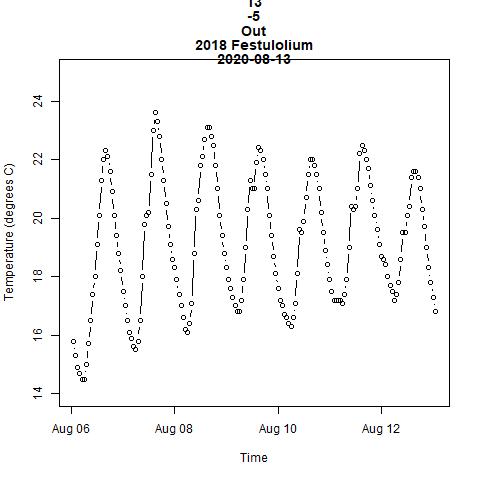 13
-5
Out
2018 Festulolium
2020-08-13
24
22
20
18
16
14
Temperature (degrees C)
Aug 06 Aug 08 Aug 10 Aug 12
Time